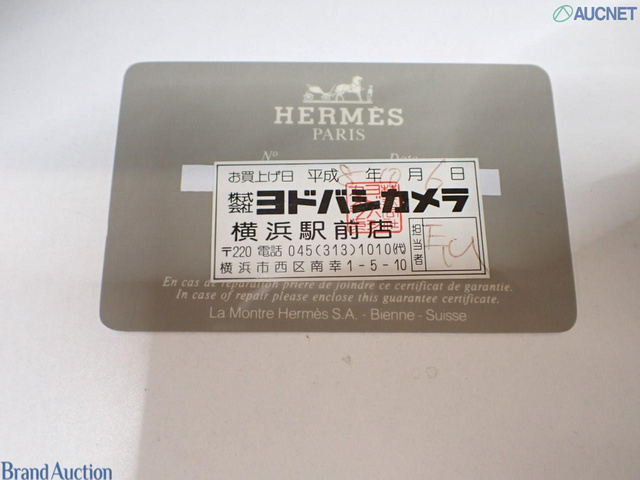 AUCNET
HERMÈS
PARIS
Nº Date
お買上げ日 平成 8 年 10 月 6 日
株式会社 ヨドバシカメラ
横浜駅前店
〒220 電話 045(313)1010(代)
横浜市西区南幸1-5-10
担当者
En cas de réparation prière de joindre ce certificat de garantie.
In case of repair please enclose this guarantee certificate.
La Montre Hermès S.A. - Bienne - Suisse
Brand Auction